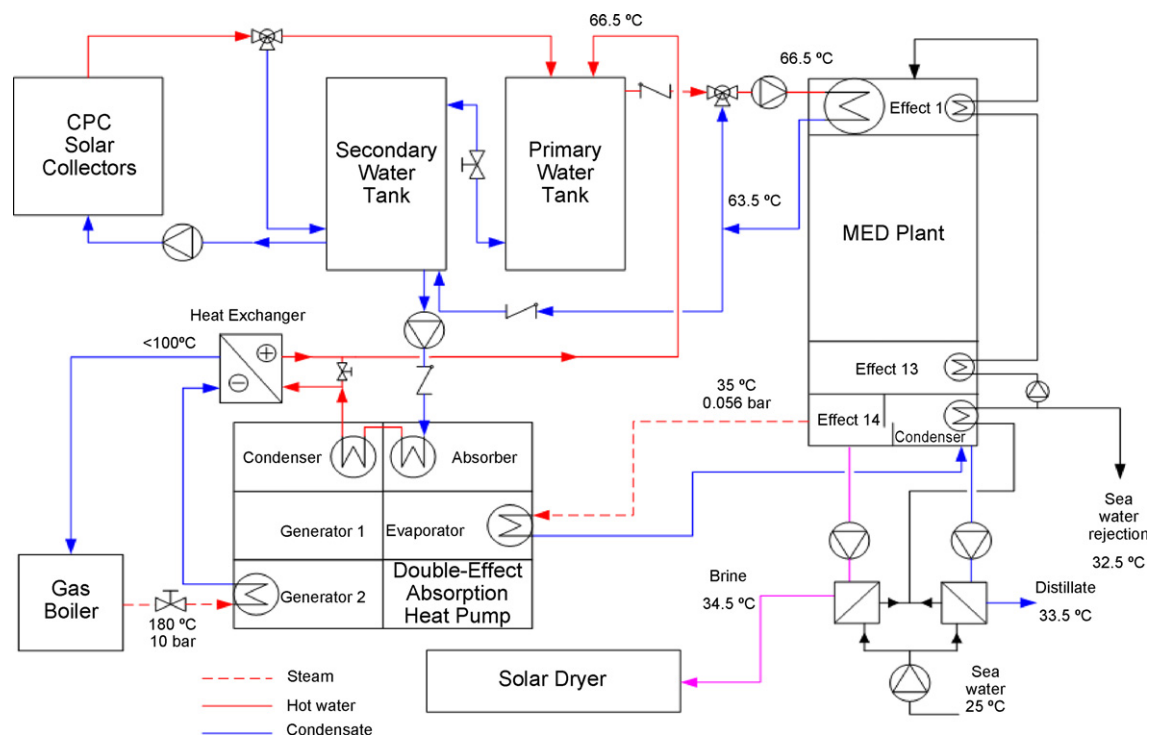 66.5 ºC
66.5 ºC
CPC
Solar
Collectors
Secondary
Water
Tank
Primary
Water
Tank
Effect 1
63.5 ºC
MED Plant
Heat Exchanger
<100ºC
+
−
Effect 13
35 ºC
0.056 bar
Effect 14
Condenser
Condenser
Absorber
Generator 1
Evaporator
Sea
water
rejection
32.5 ºC
Gas
Boiler
180 ºC
10 bar
Generator 2
Double-Effect
Absorption
Heat Pump
Brine
34.5 ºC
Distillate
33.5 ºC
Solar Dryer
Sea
water
25 ºC
Steam
Hot water
Condensate